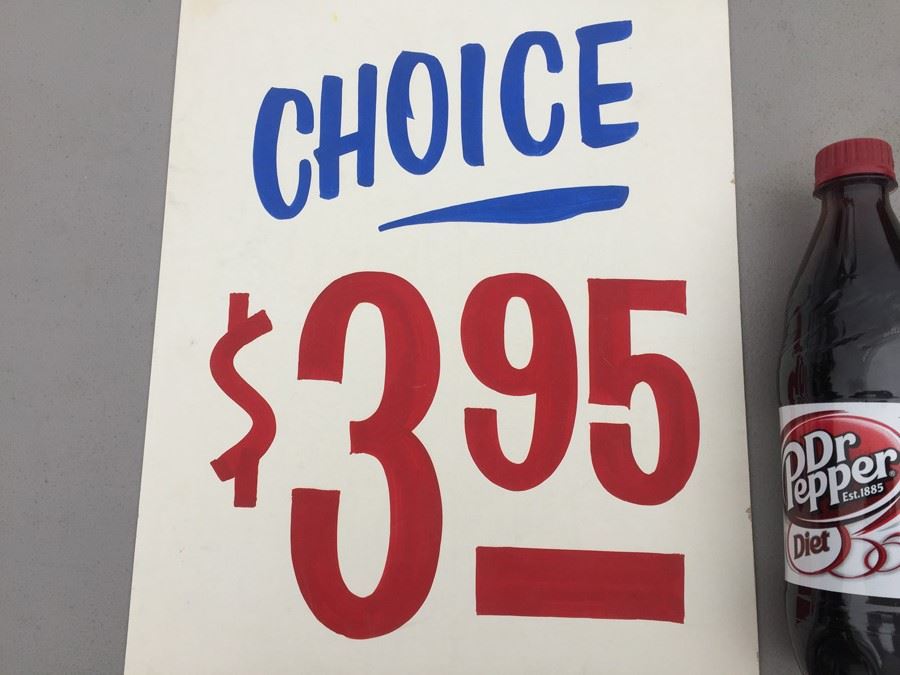 CHOICE
$3 95
Dr
Pepper
Est.1885
Diet